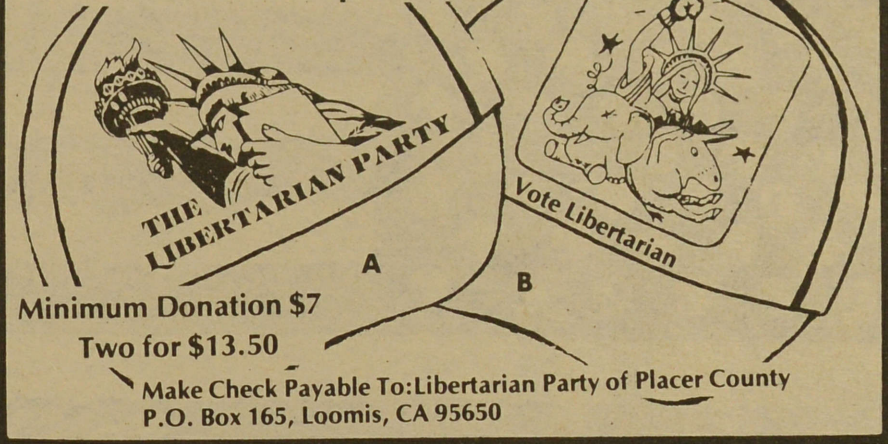 THE
LIBERTARIAN PARTY
Vote Libertarian
A
B
Minimum Donation $7
Two for $13.50
Make Check Payable To:Libertarian Party of Placer County
P.O. Box 165, Loomis, CA 95650